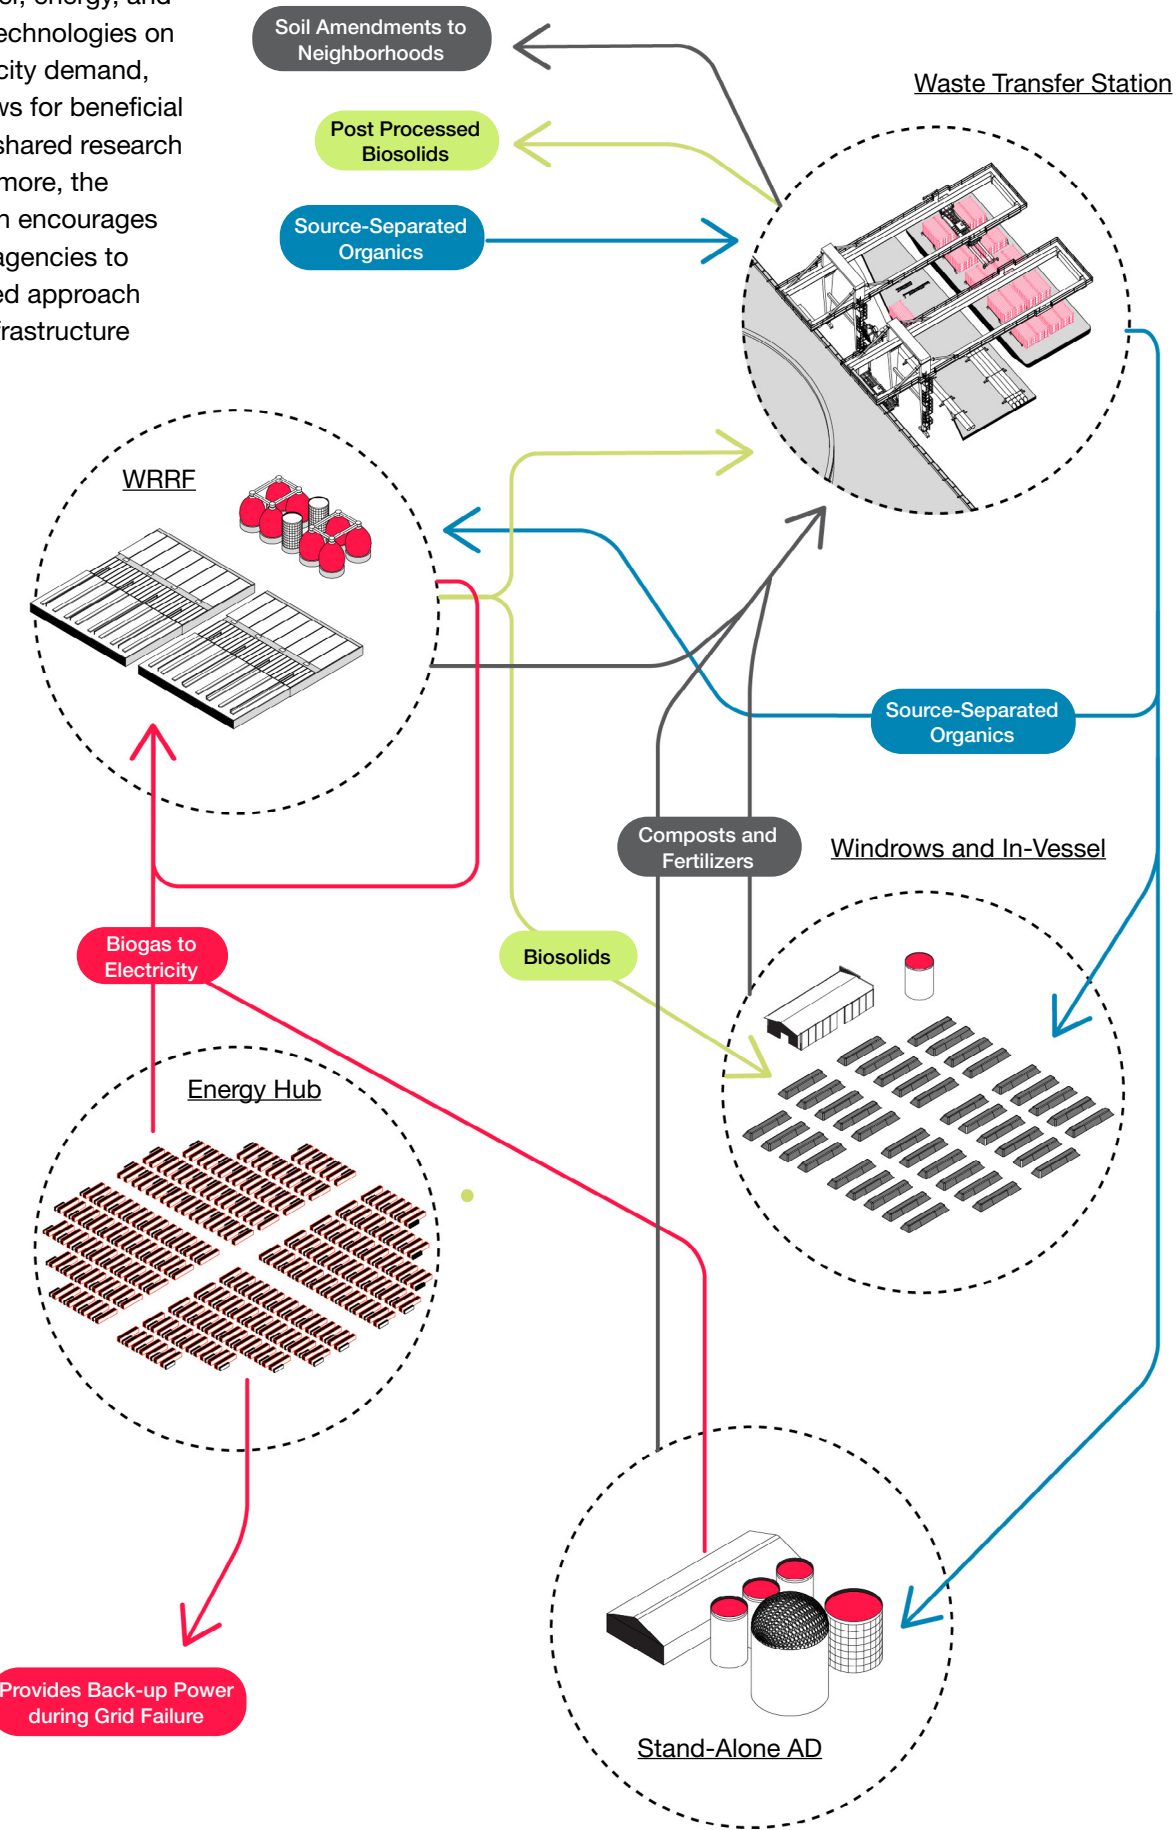 energy, and
echnologies on
city demand,
ws for beneficial
shared research
more, the
n encourages
agencies to
ed approach
frastructure
Soil Amendments to
Neighborhoods
Waste Transfer Station
Post Processed
Biosolids
Source-Separated
Organics
WRRF
Source-Separated
Organics
Composts and
Fertilizers
Windrows and In-Vessel
Biogas to
Electricity
Biosolids
Energy Hub
Provides Back-up Power
during Grid Failure
Stand-Alone AD